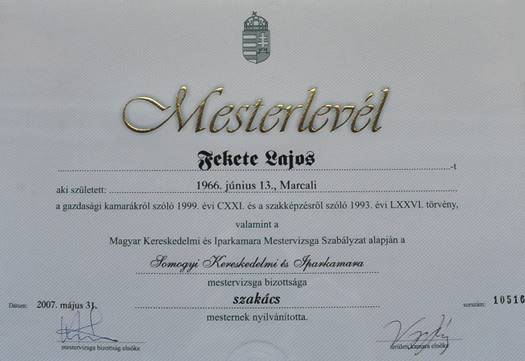 Mesterlevél
Fekete Lajos -t
aki született: 1966. június 13., Marcali
a gazdasági kamarákról szóló 1999. évi CXXI. és a szakképzésről szóló 1993. évi LXXVI. törvény,
valamint a
Magyar Kereskedelmi és Iparkamara Mestervizsga Szabályzat alapján a
Somogyi Kereskedelmi és Iparkamara
mestervizsga bizottsága
Dátum: 2007. május 31. szakács sorszám: 10516
mesternek nyilvánította.
mestervizsga bizottság elnöke területi kamara elnöke